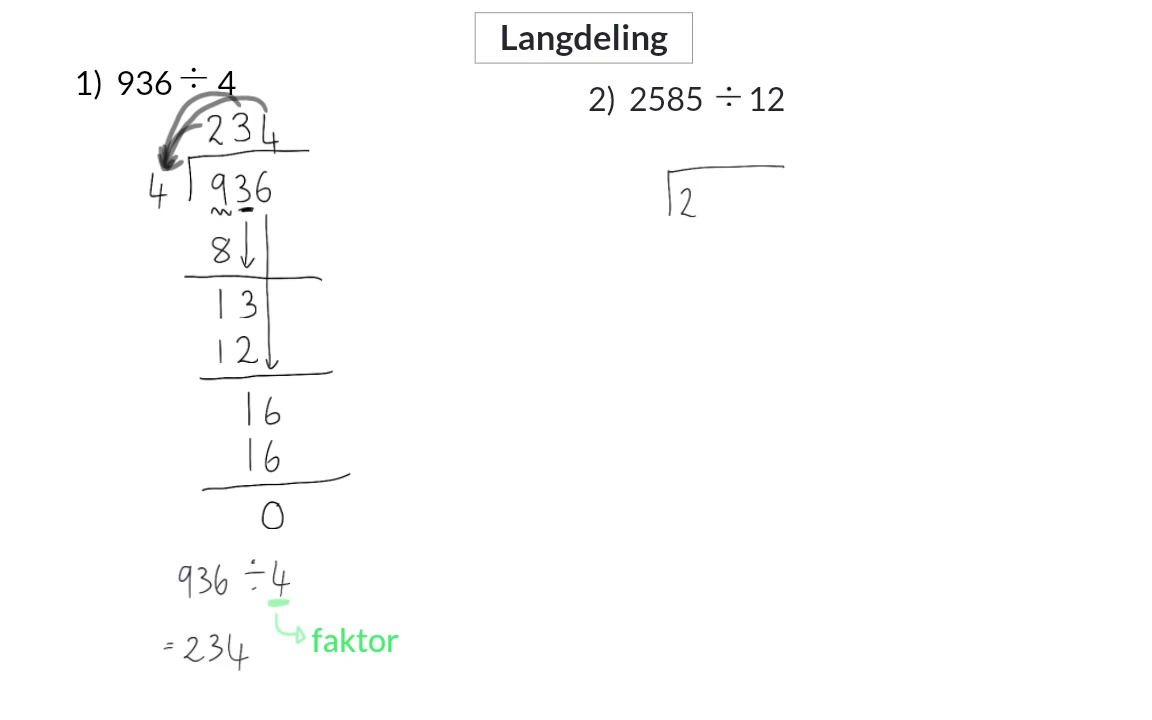 Langdeling
1) 936 ÷ 4
234
4 936
8
13
12
16
16
0
936 ÷ 4
= 234
faktor
2) 2585 ÷ 12
2